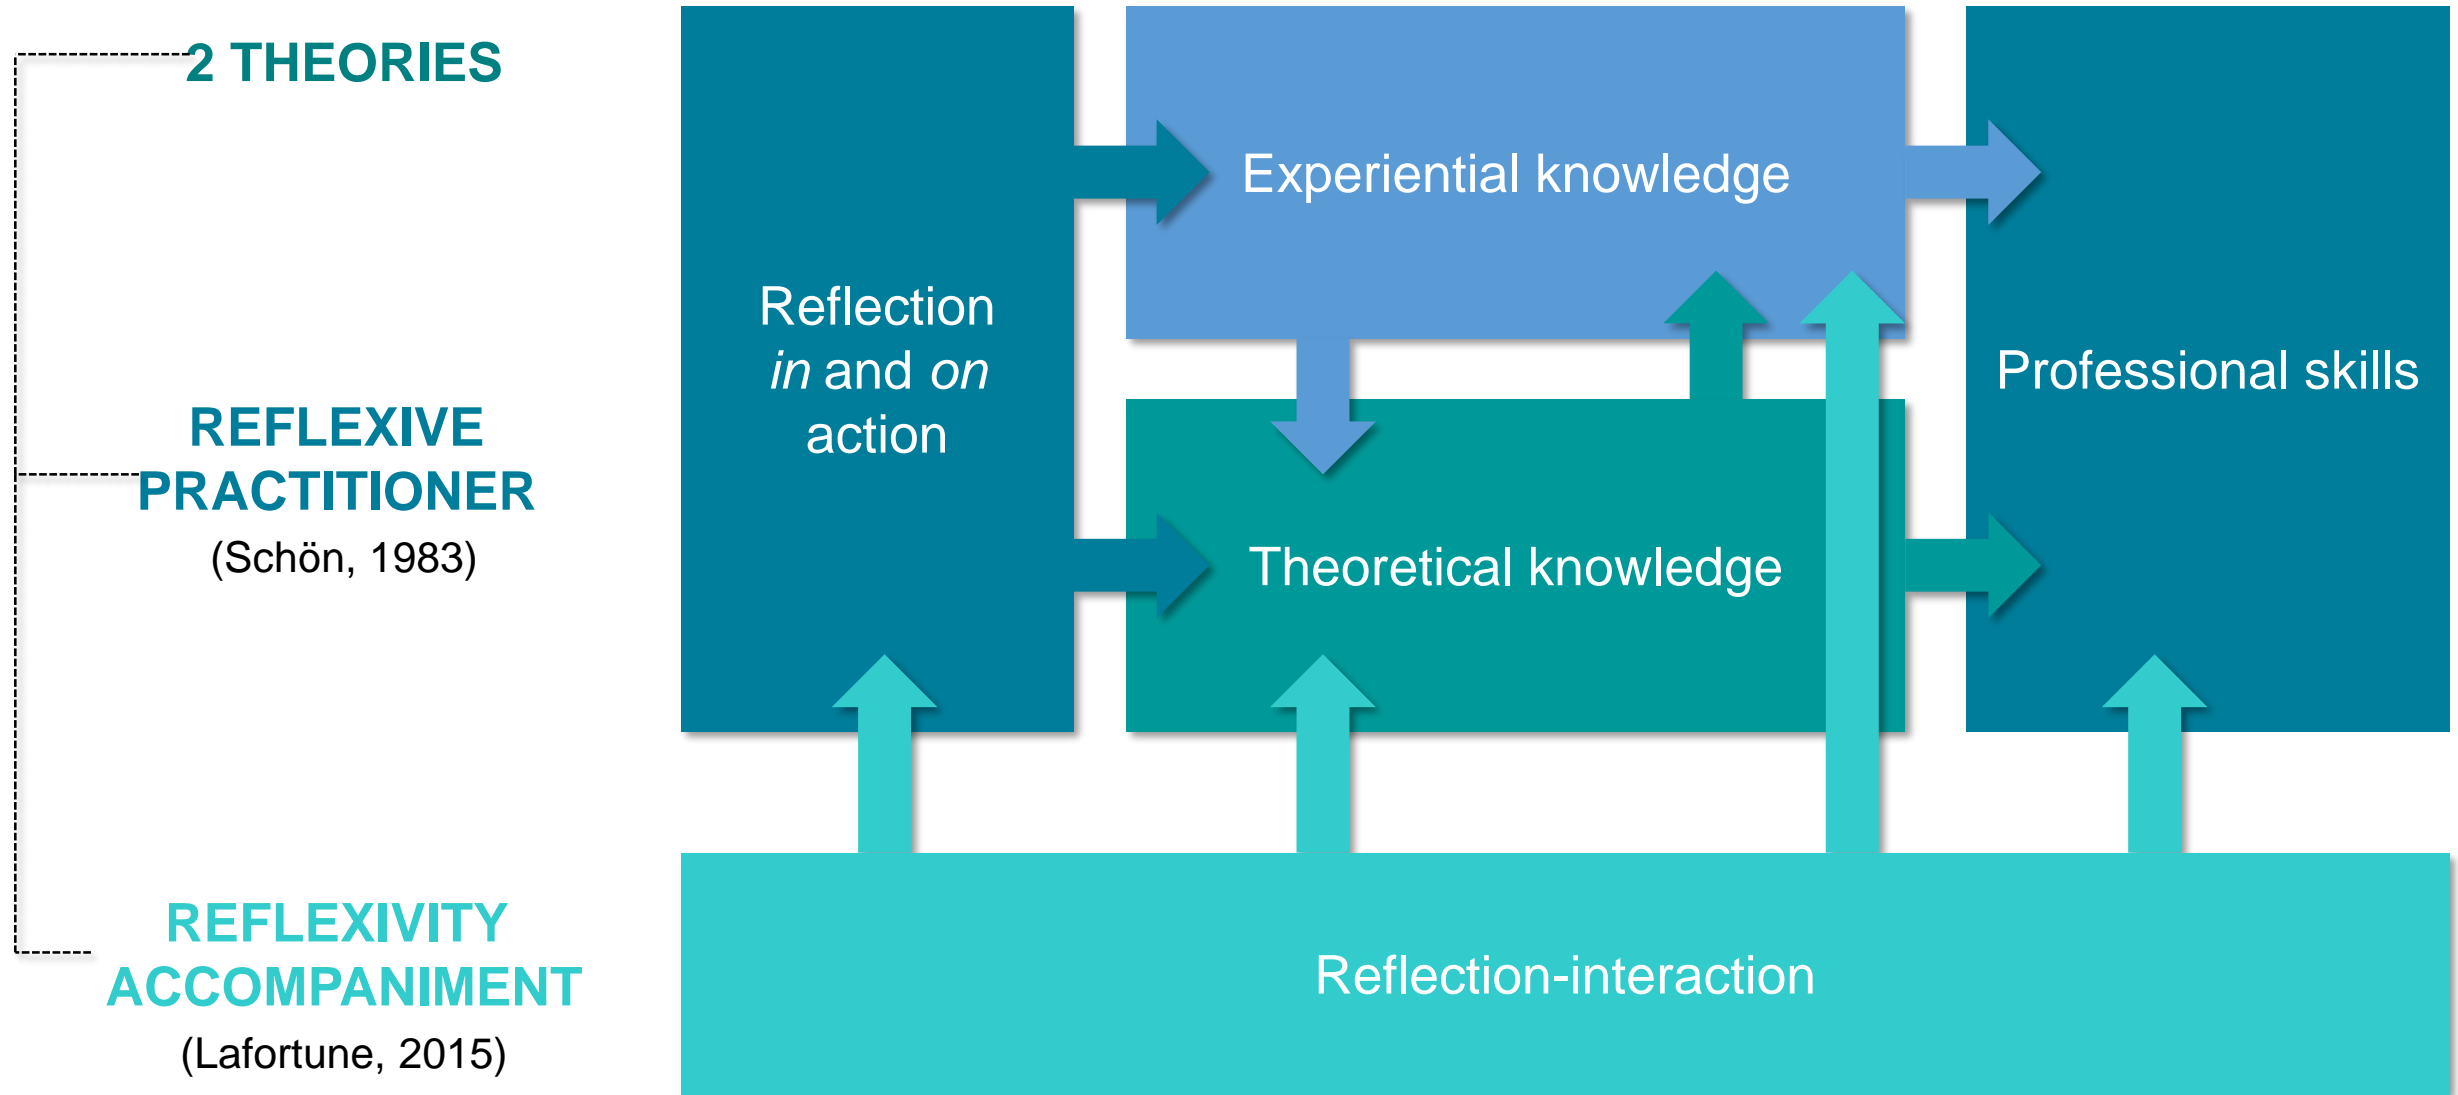 2 THEORIES
REFLEXIVE
PRACTITIONER
(Schön, 1983)
REFLEXIVITY
ACCOMPANIMENT
(Lafortune, 2015)
Reflection
in and on
action
Experiential knowledge
Theoretical knowledge
Professional skills
Reflection-interaction